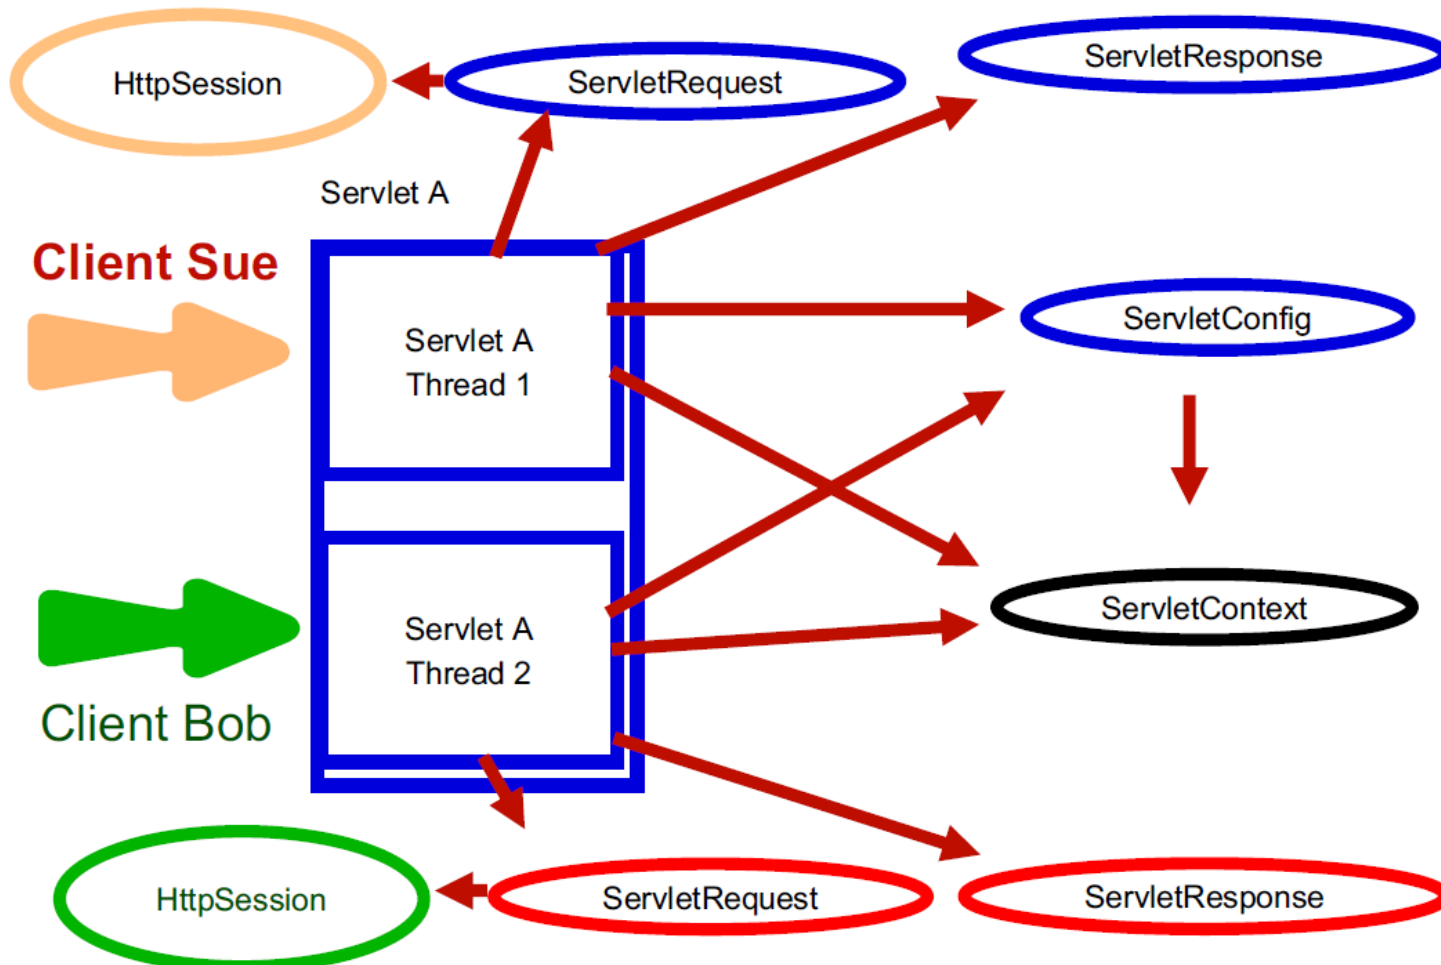 HttpSession
ServletRequest
ServletResponse
Servlet A
Client Sue
Servlet A
Thread 1
ServletConfig
Servlet A
Thread 2
ServletContext
Client Bob
HttpSession
ServletRequest
ServletResponse